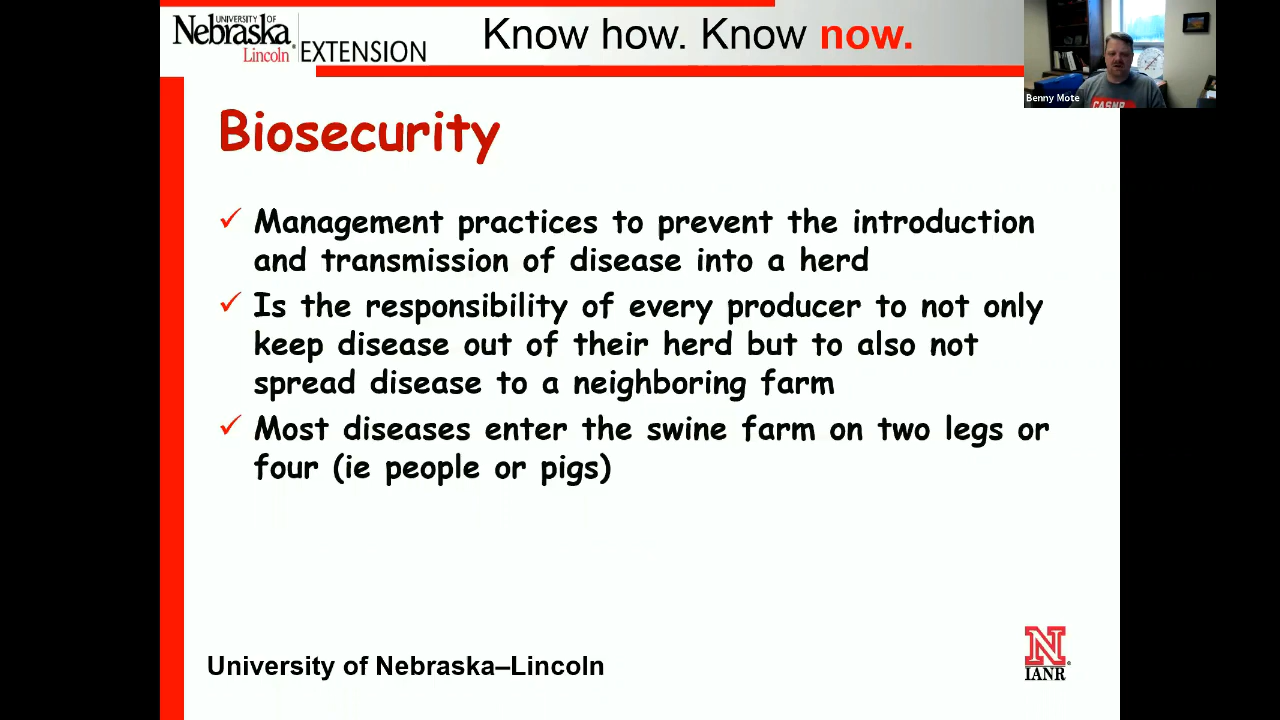 UNIVERSITY OF
Nebraska
Lincoln
EXTENSION
Know how. Know now.
Benny Mote
CASNR
Biosecurity
Management practices to prevent the introduction
and transmission of disease into a herd
Is the responsibility of every producer to not only
keep disease out of their herd but to also not
spread disease to a neighboring farm
Most diseases enter the swine farm on two legs or
four (ie people or pigs)
University of Nebraska–Lincoln
N
IANR